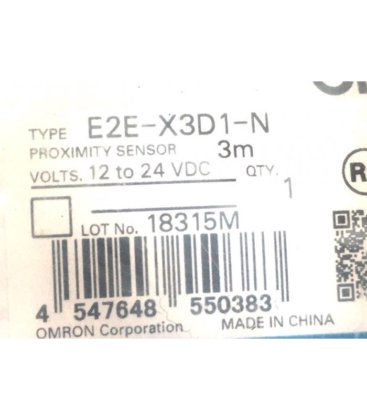 TYPE E2E-X3D1-N
PROXIMITY SENSOR 3m
VOLTS. 12 to 24 VDC QTY. 1
LOT No. 18315M
4 547648 550383
OMRON Corporation MADE IN CHINA
R